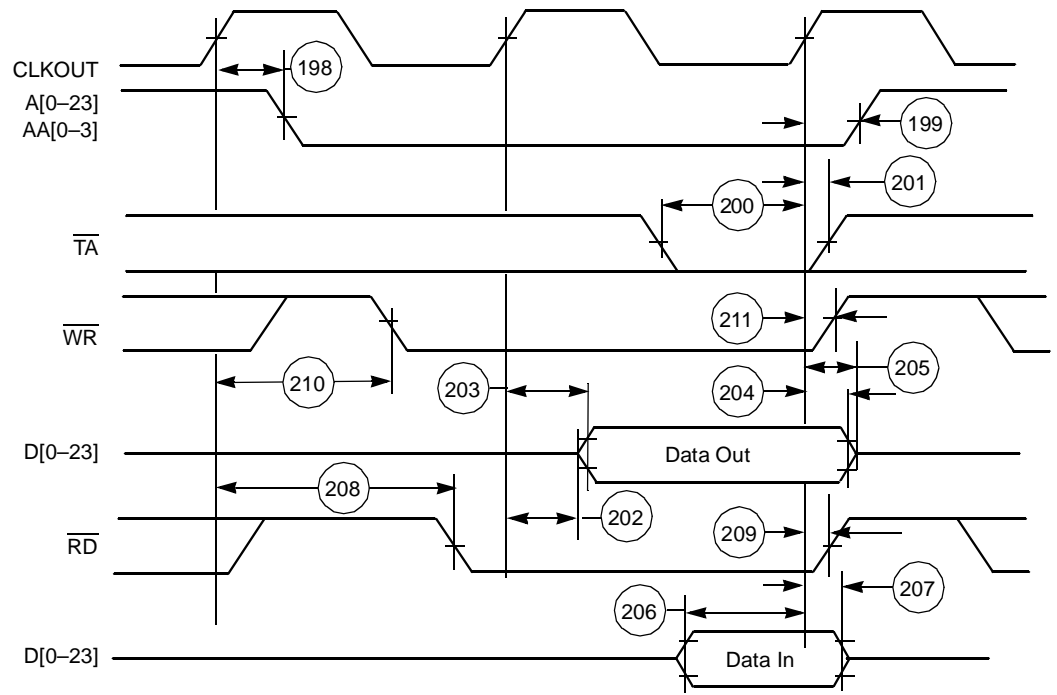 CLKOUT
198
A[0–23]
AA[0–3]
199
201
200
TA
211
WR
210
203
204
205
D[0–23]
Data Out
208
202
209
RD
206
207
D[0–23]
Data In